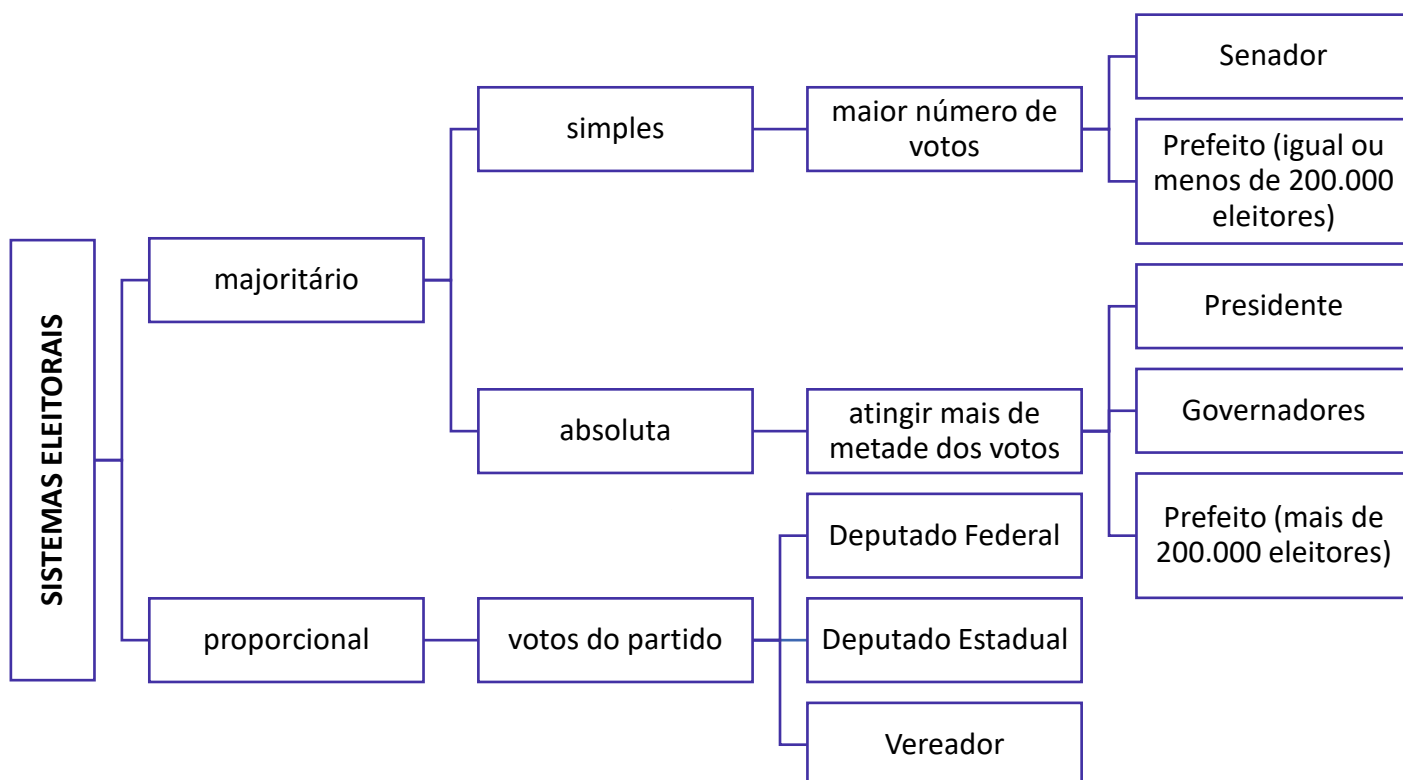 SISTEMAS ELEITORAIS
majoritário
simples
maior número de
votos
Senador
Prefeito (igual ou
menos de 200.000
eleitores)
absoluta
atingir mais de
metade dos votos
Presidente
Governadores
Prefeito (mais de
200.000 eleitores)
proporcional
votos do partido
Deputado Federal
Deputado Estadual
Vereador